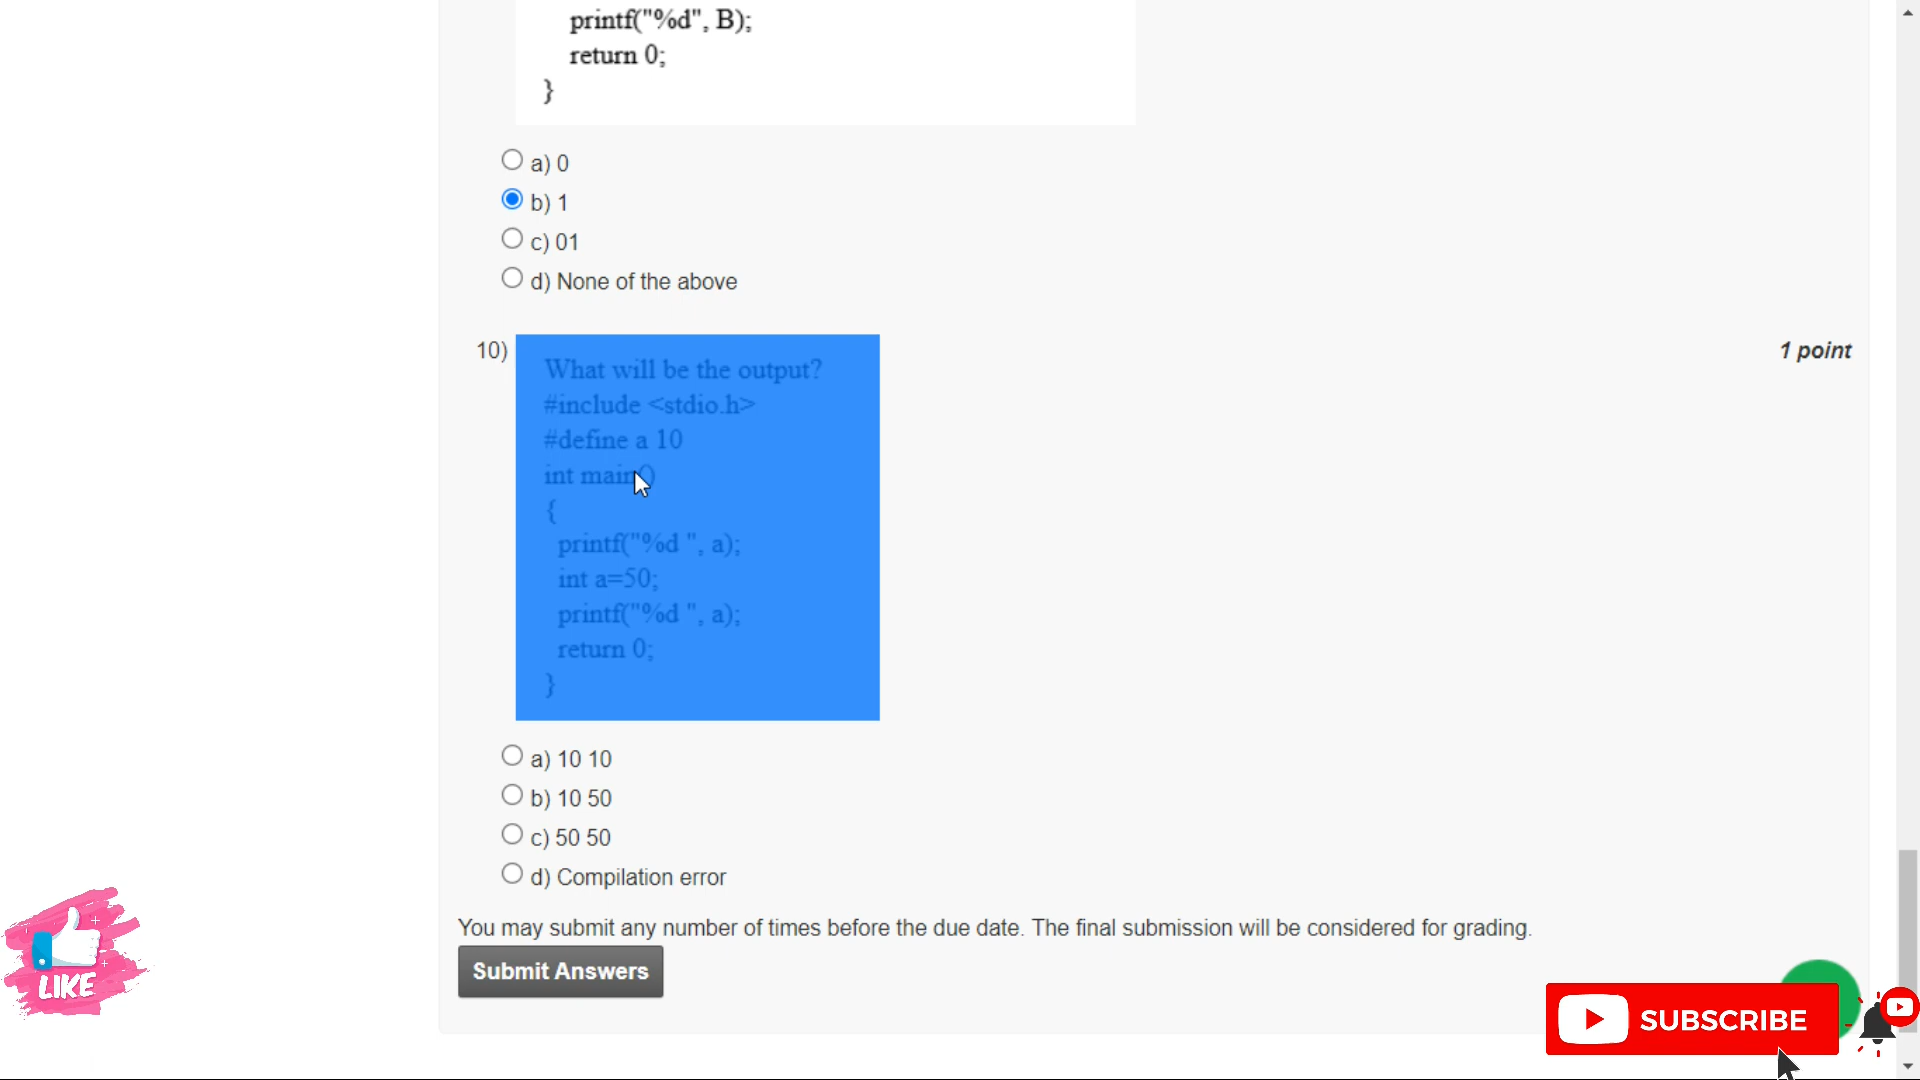 printf("%d", B);
return 0;
}
a) 0
b) 1
c) 01
d) None of the above
10)
1 point
What will be the output?
#include <stdio.h>
#define a 10
int main()
{
printf("%d ", a);
int a=50;
printf("%d ", a);
return 0;
}
a) 10 10
b) 10 50
c) 50 50
d) Compilation error
You may submit any number of times before the due date. The final submission will be considered for grading.
Submit Answers
LIKE
SUBSCRIBE